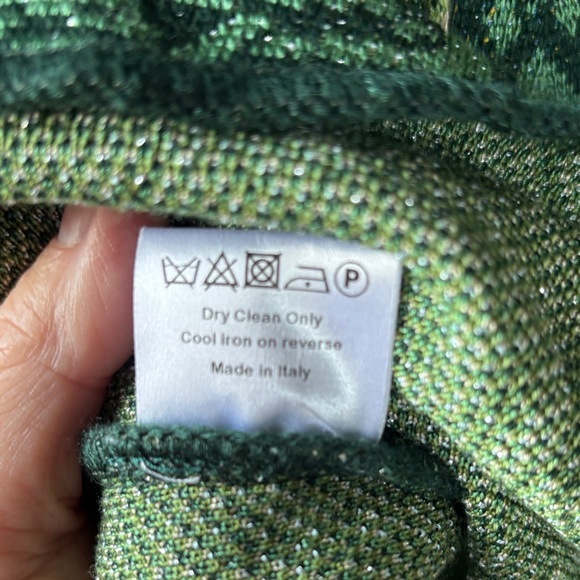 P
Dry Clean Only
Cool Iron on reverse
Made in Italy